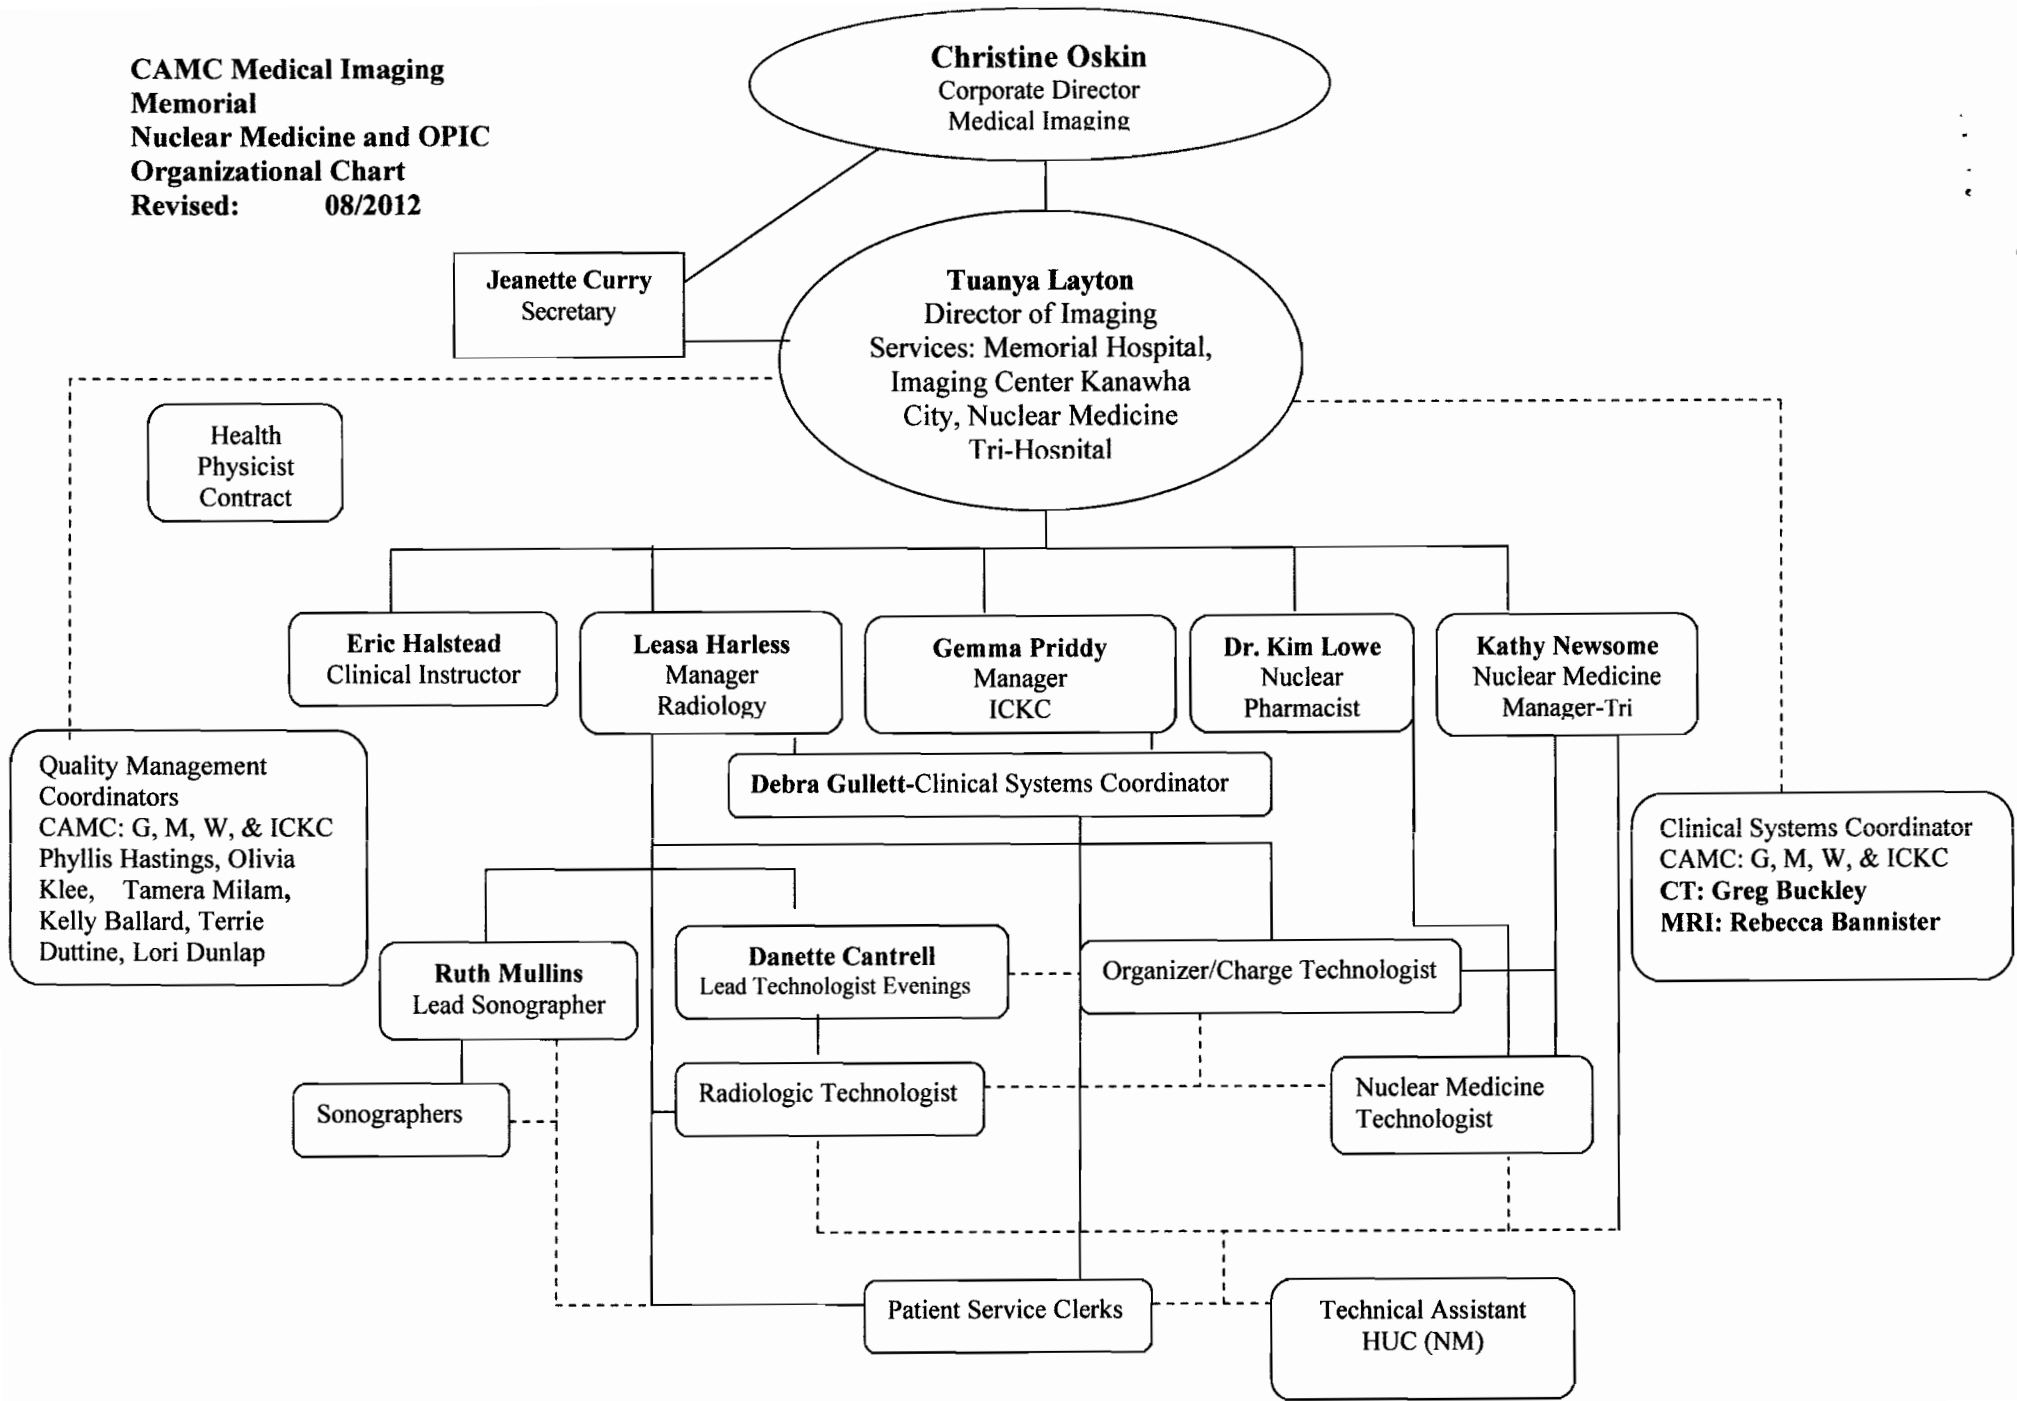 CAMC Medical Imaging
Memorial
Nuclear Medicine and OPIC
Organizational Chart
Revised: 08/2012
Christine Oskin
Corporate Director
Medical Imaging
Jeanette Curry
Secretary
Tuanya Layton
Director of Imaging
Services: Memorial Hospital,
Imaging Center Kanawha
City, Nuclear Medicine
Tri-Hospital
Health
Physicist
Contract
Eric Halstead
Clinical Instructor
Leasa Harless
Manager
Radiology
Gemma Priddy
Manager
ICKC
Dr. Kim Lowe
Nuclear
Pharmacist
Kathy Newsome
Nuclear Medicine
Manager-Tri
Quality Management
Coordinators
CAMC: G, M, W, & ICKC
Phyllis Hastings, Olivia
Klee, Tamera Milam,
Kelly Ballard, Terrie
Duttine, Lori Dunlap
Debra Gullett-Clinical Systems Coordinator
Clinical Systems Coordinator
CAMC: G, M, W, & ICKC
CT: Greg Buckley
MRI: Rebecca Bannister
Ruth Mullins
Lead Sonographer
Danette Cantrell
Lead Technologist Evenings
Organizer/Charge Technologist
Sonographers
Radiologic Technologist
Nuclear Medicine
Technologist
Patient Service Clerks
Technical Assistant
HUC (NM)